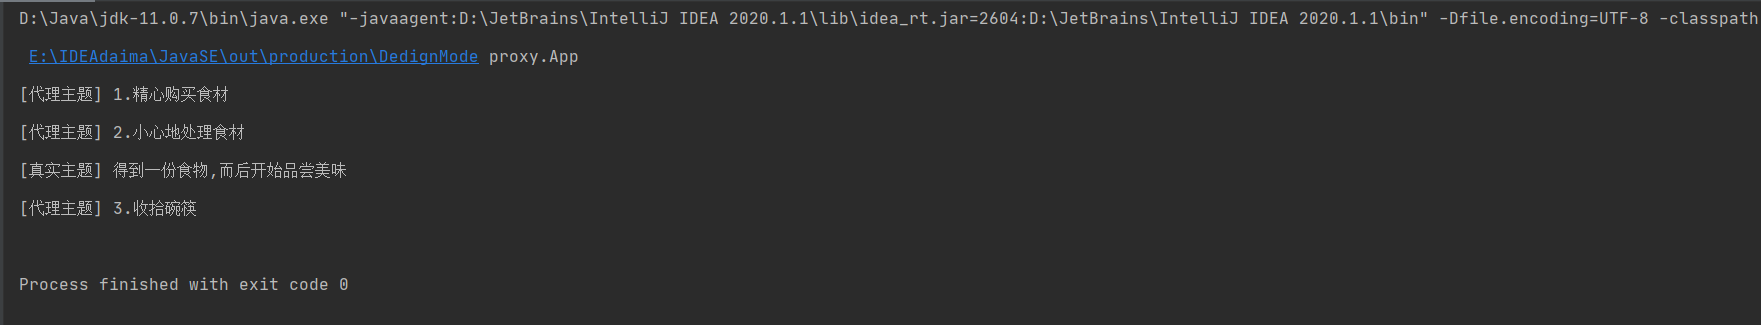 D:\Java\jdk-11.0.7\bin\java.exe "-javaagent:D:\JetBrains\IntelliJ IDEA 2020.1.1\lib\idea_rt.jar=2604:D:\JetBrains\IntelliJ IDEA 2020.1.1\bin" -Dfile.encoding=UTF-8 -classpath
E:\IDEAdaima\JavaSE\out\production\DedignMode proxy.App
[代理主题] 1.精心购买食材
[代理主题] 2.小心地处理食材
[真实主题] 得到一份食物,而后开始品尝美味
[代理主题] 3.收拾碗筷
Process finished with exit code 0